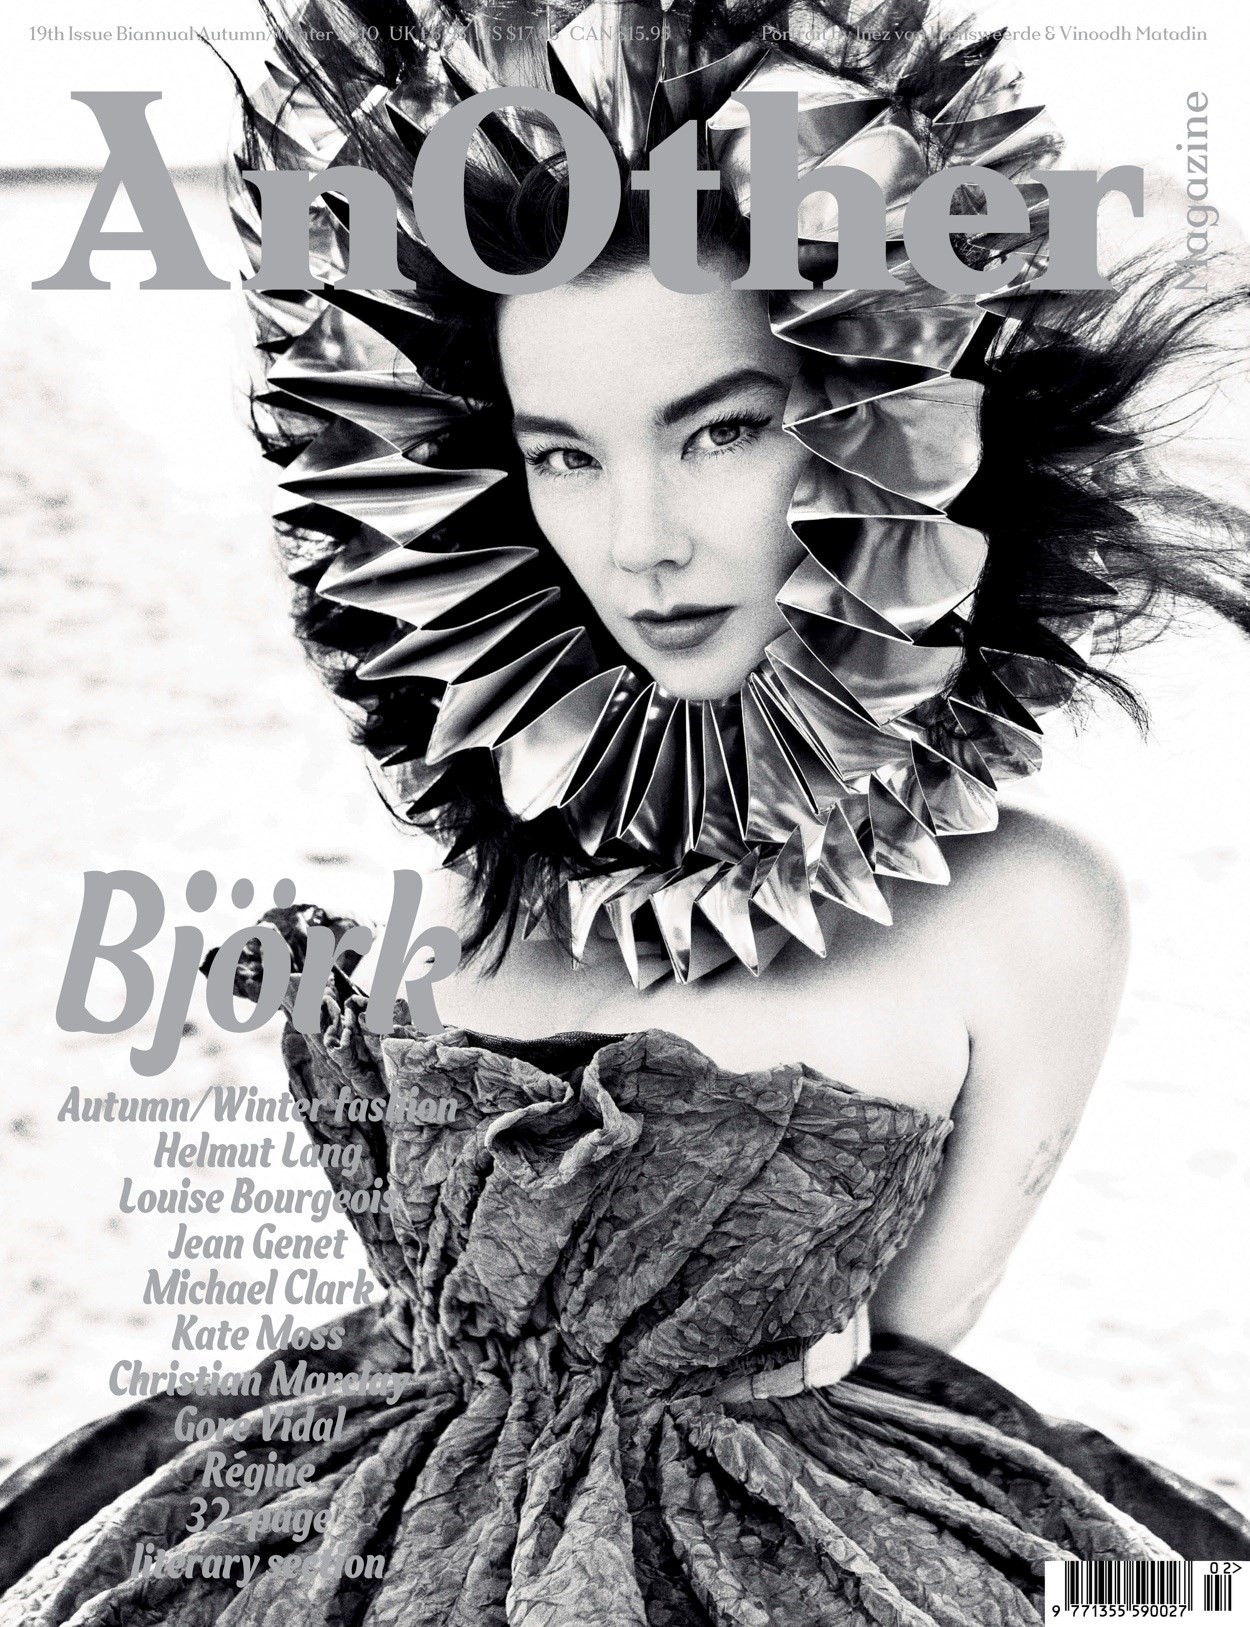 19th Issue Biannual Autumn/Winter 2010 UK US CAN $15.95
Portrait by Inez van Lamsweerde & Vinoodh Matadin
AnOther
Magazine
Björk
Autumn/Winter fashion
Helmut Lang
Louise Bourgeois
Jean Genet
Michael Clark
Kate Moss
Christian Marclay
Gore Vidal
Régine
32-page
literary section
02>
9 771355 590027